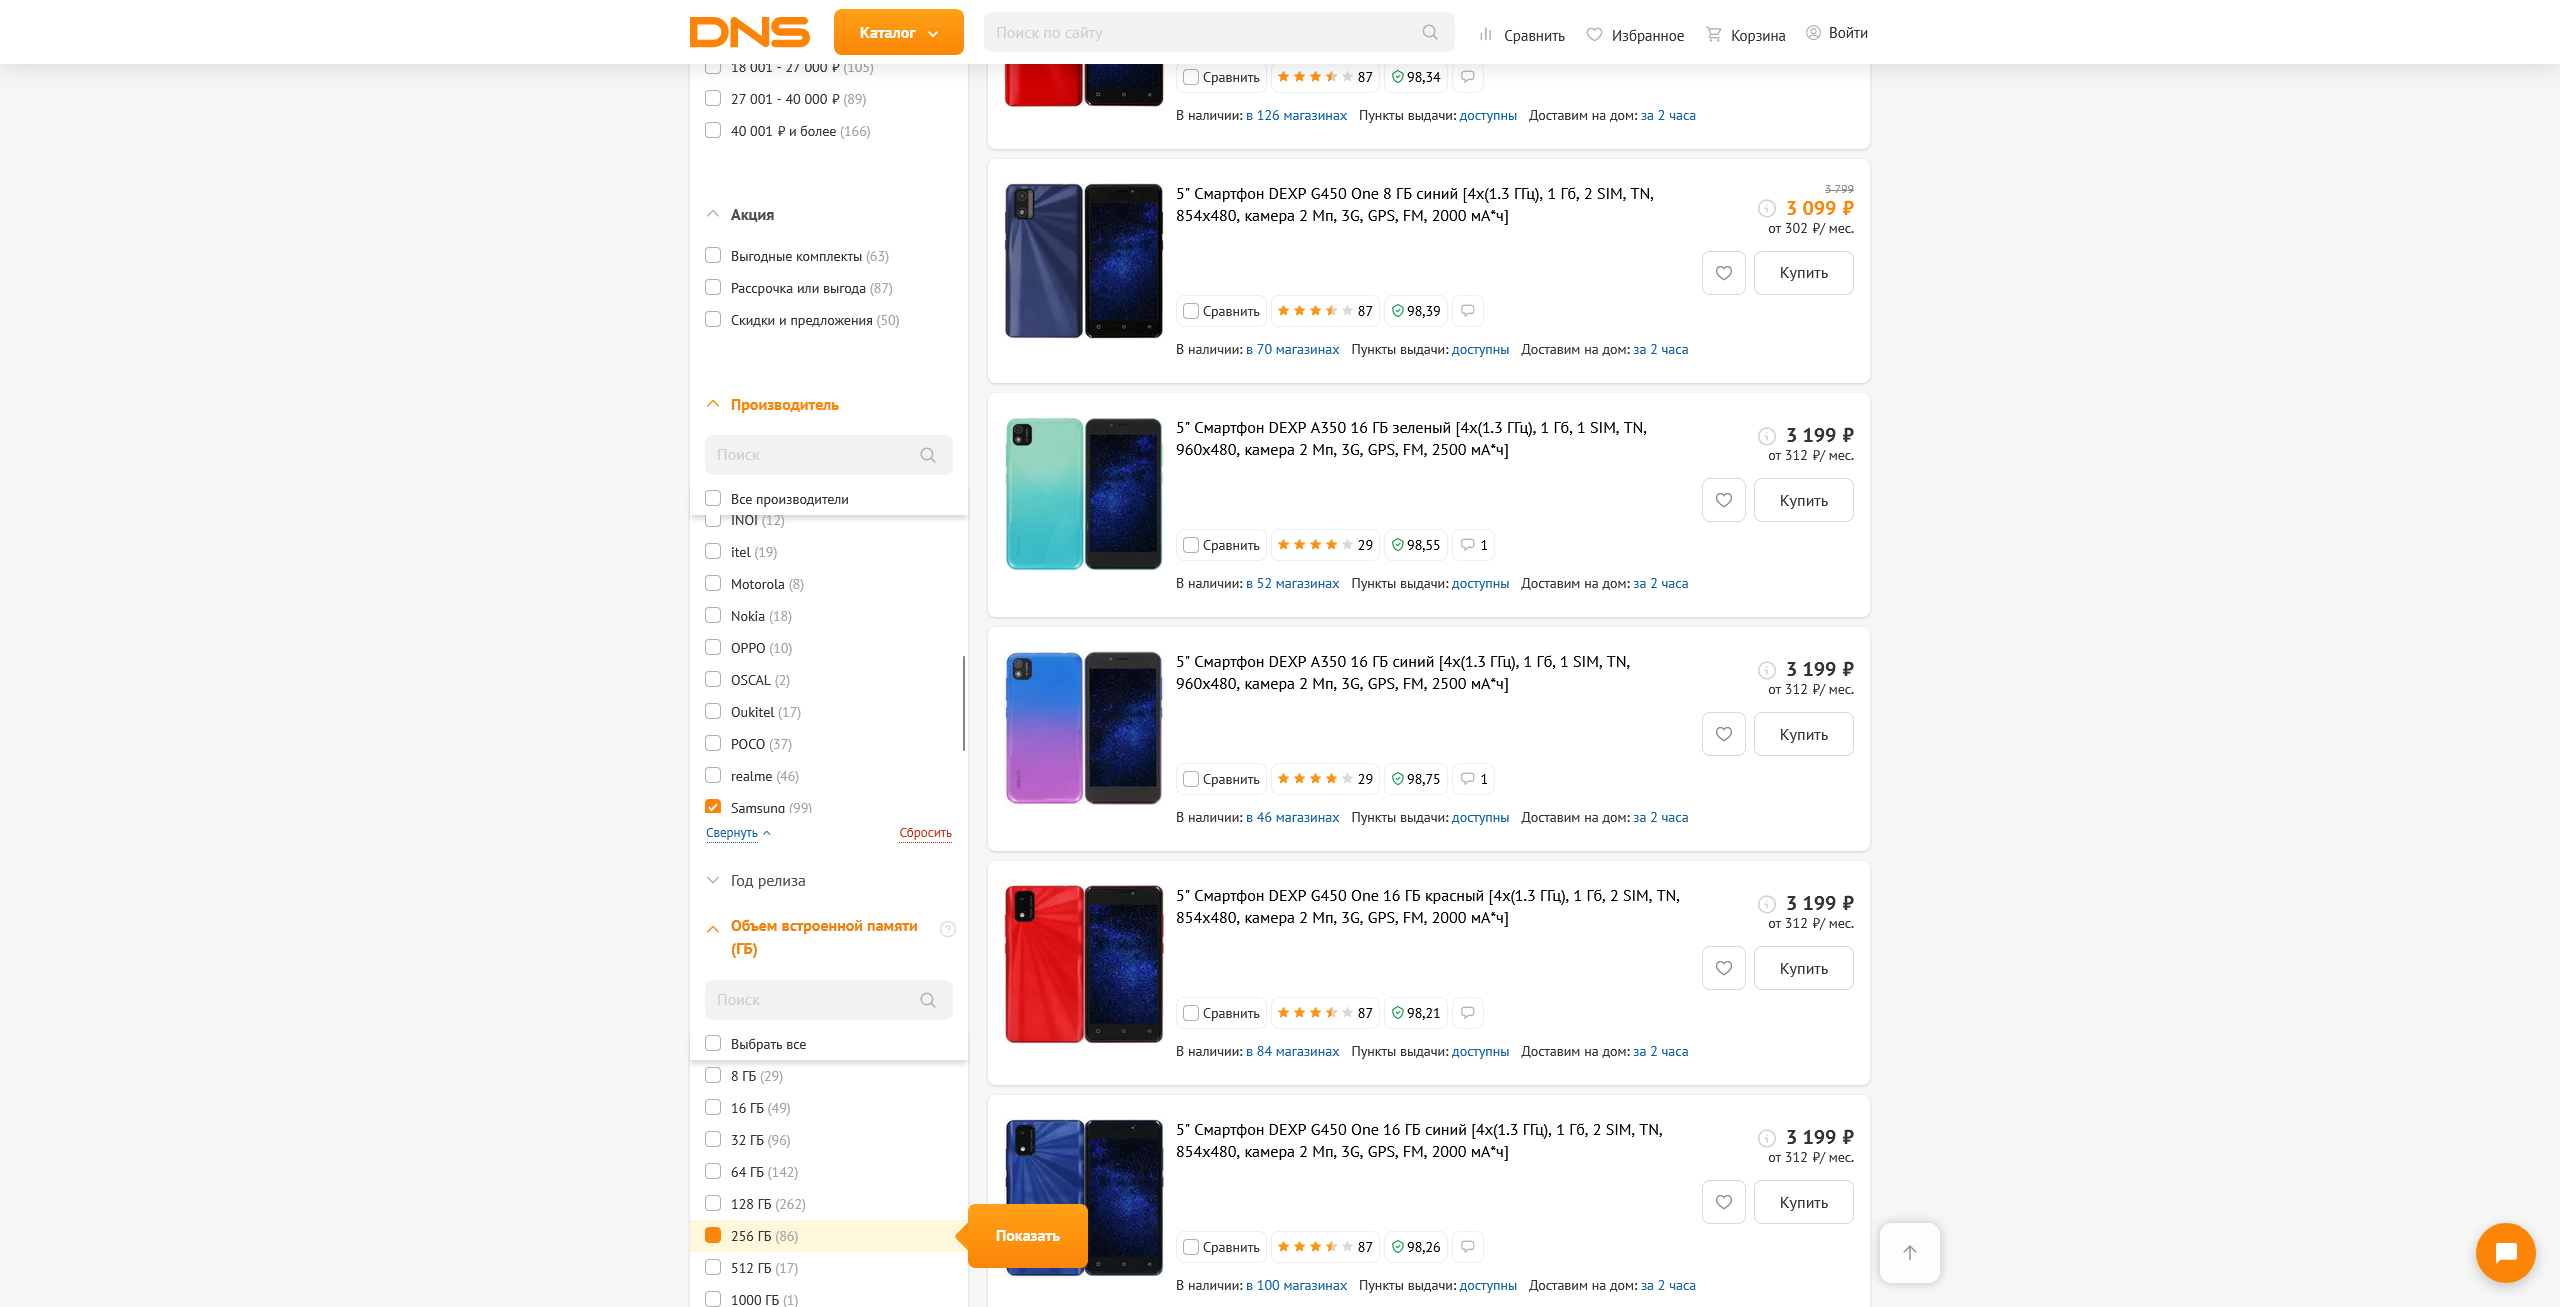 DNS
Каталог
Поиск по сайту
Сравнить
Избранное
Корзина
Войти
18 001 - 27 000 ₽ (105)
27 001 - 40 000 ₽ (89)
40 001 ₽ и более (166)
Акция
Выгодные комплекты (63)
Рассрочка или выгода (87)
Скидки и предложения (50)
Производитель
Поиск
Все производители
INOI (12)
itel (19)
Motorola (8)
Nokia (18)
OPPO (10)
OSCAL (2)
Oukitel (17)
POCO (37)
realme (46)
Samsung (99)
Свернуть
Сбросить
Год релиза
Объем встроенной памяти
(ГБ)
Поиск
Выбрать все
8 ГБ (29)
16 ГБ (49)
32 ГБ (96)
64 ГБ (142)
128 ГБ (262)
256 ГБ (86)
512 ГБ (17)
1000 ГБ (1)
Показать
Сравнить 87 98,34
В наличии: в 126 магазинах Пункты выдачи: доступны Доставим на дом: за 2 часа
5" Смартфон DEXP G450 One 8 ГБ синий [4x(1.3 ГГц), 1 Гб, 2 SIM, TN,
854x480, камера 2 Мп, 3G, GPS, FM, 2000 мА*ч]
3 799
3 099 ₽
от 302 ₽/ мес.
Купить
Сравнить 87 98,39
В наличии: в 70 магазинах Пункты выдачи: доступны Доставим на дом: за 2 часа
5" Смартфон DEXP A350 16 ГБ зеленый [4x(1.3 ГГц), 1 Гб, 1 SIM, TN,
960x480, камера 2 Мп, 3G, GPS, FM, 2500 мА*ч]
3 199 ₽
от 312 ₽/ мес.
Купить
Сравнить 29 98,55 1
В наличии: в 52 магазинах Пункты выдачи: доступны Доставим на дом: за 2 часа
5" Смартфон DEXP A350 16 ГБ синий [4x(1.3 ГГц), 1 Гб, 1 SIM, TN,
960x480, камера 2 Мп, 3G, GPS, FM, 2500 мА*ч]
3 199 ₽
от 312 ₽/ мес.
Купить
Сравнить 29 98,75 1
В наличии: в 46 магазинах Пункты выдачи: доступны Доставим на дом: за 2 часа
5" Смартфон DEXP G450 One 16 ГБ красный [4x(1.3 ГГц), 1 Гб, 2 SIM, TN,
854x480, камера 2 Мп, 3G, GPS, FM, 2000 мА*ч]
3 199 ₽
от 312 ₽/ мес.
Купить
Сравнить 87 98,21
В наличии: в 84 магазинах Пункты выдачи: доступны Доставим на дом: за 2 часа
5" Смартфон DEXP G450 One 16 ГБ синий [4x(1.3 ГГц), 1 Гб, 2 SIM, TN,
854x480, камера 2 Мп, 3G, GPS, FM, 2000 мА*ч]
3 199 ₽
от 312 ₽/ мес.
Купить
Сравнить 87 98,26
В наличии: в 100 магазинах Пункты выдачи: доступны Доставим на дом: за 2 часа